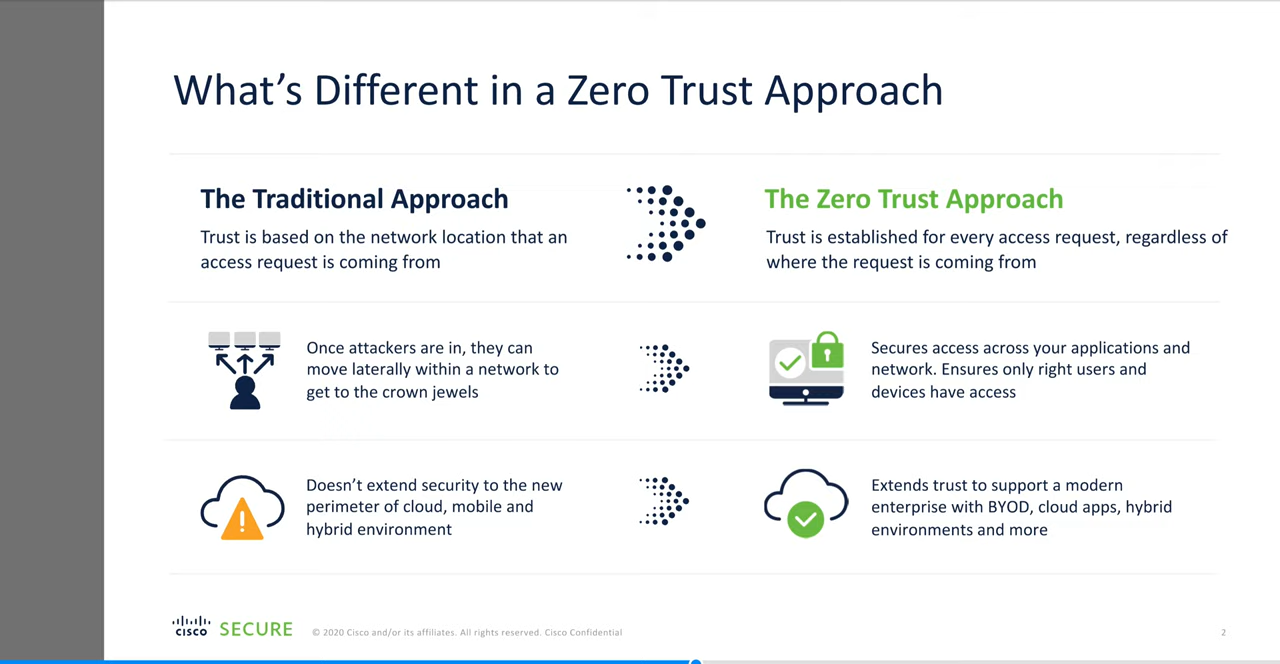 What’s Different in a Zero Trust Approach
The Traditional Approach
Trust is based on the network location that an
access request is coming from
The Zero Trust Approach
Trust is established for every access request, regardless of
where the request is coming from
Once attackers are in, they can
move laterally within a network to
get to the crown jewels
Secures access across your applications and
network. Ensures only right users and
devices have access
Doesn’t extend security to the new
perimeter of cloud, mobile and
hybrid environment
Extends trust to support a modern
enterprise with BYOD, cloud apps, hybrid
environments and more
CISCO SECURE
© 2020 Cisco and/or its affiliates. All rights reserved. Cisco Confidential
2